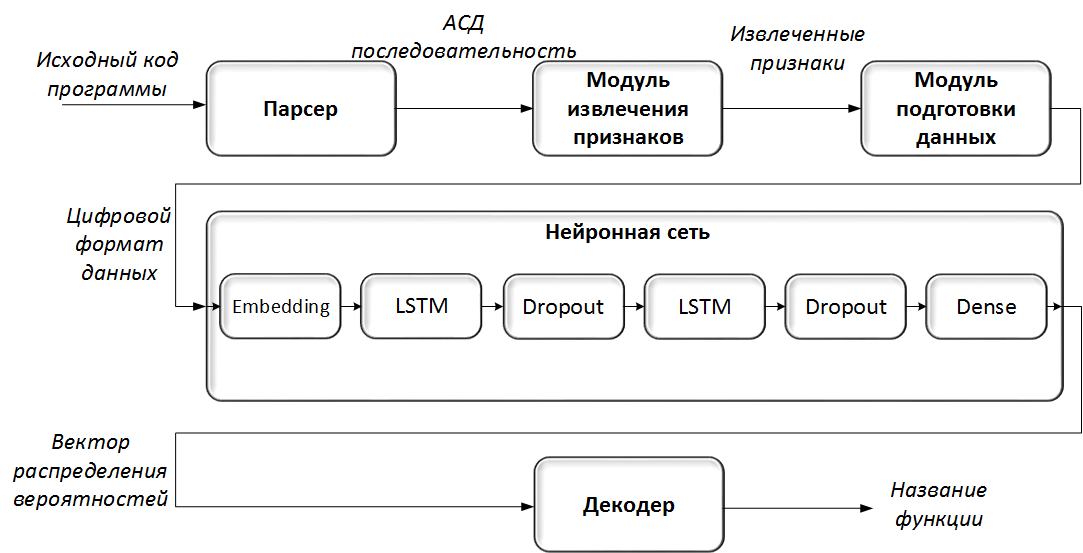 Исходный код
программы
Парсер
АСД
последовательность
Модуль
извлечения
признаков
Извлеченные
признаки
Модуль
подготовки
данных
Цифровой
формат
данных
Нейронная сеть
Embedding
LSTM
Dropout
LSTM
Dropout
Dense
Вектор
распределения
вероятностей
Декодер
Название
функции